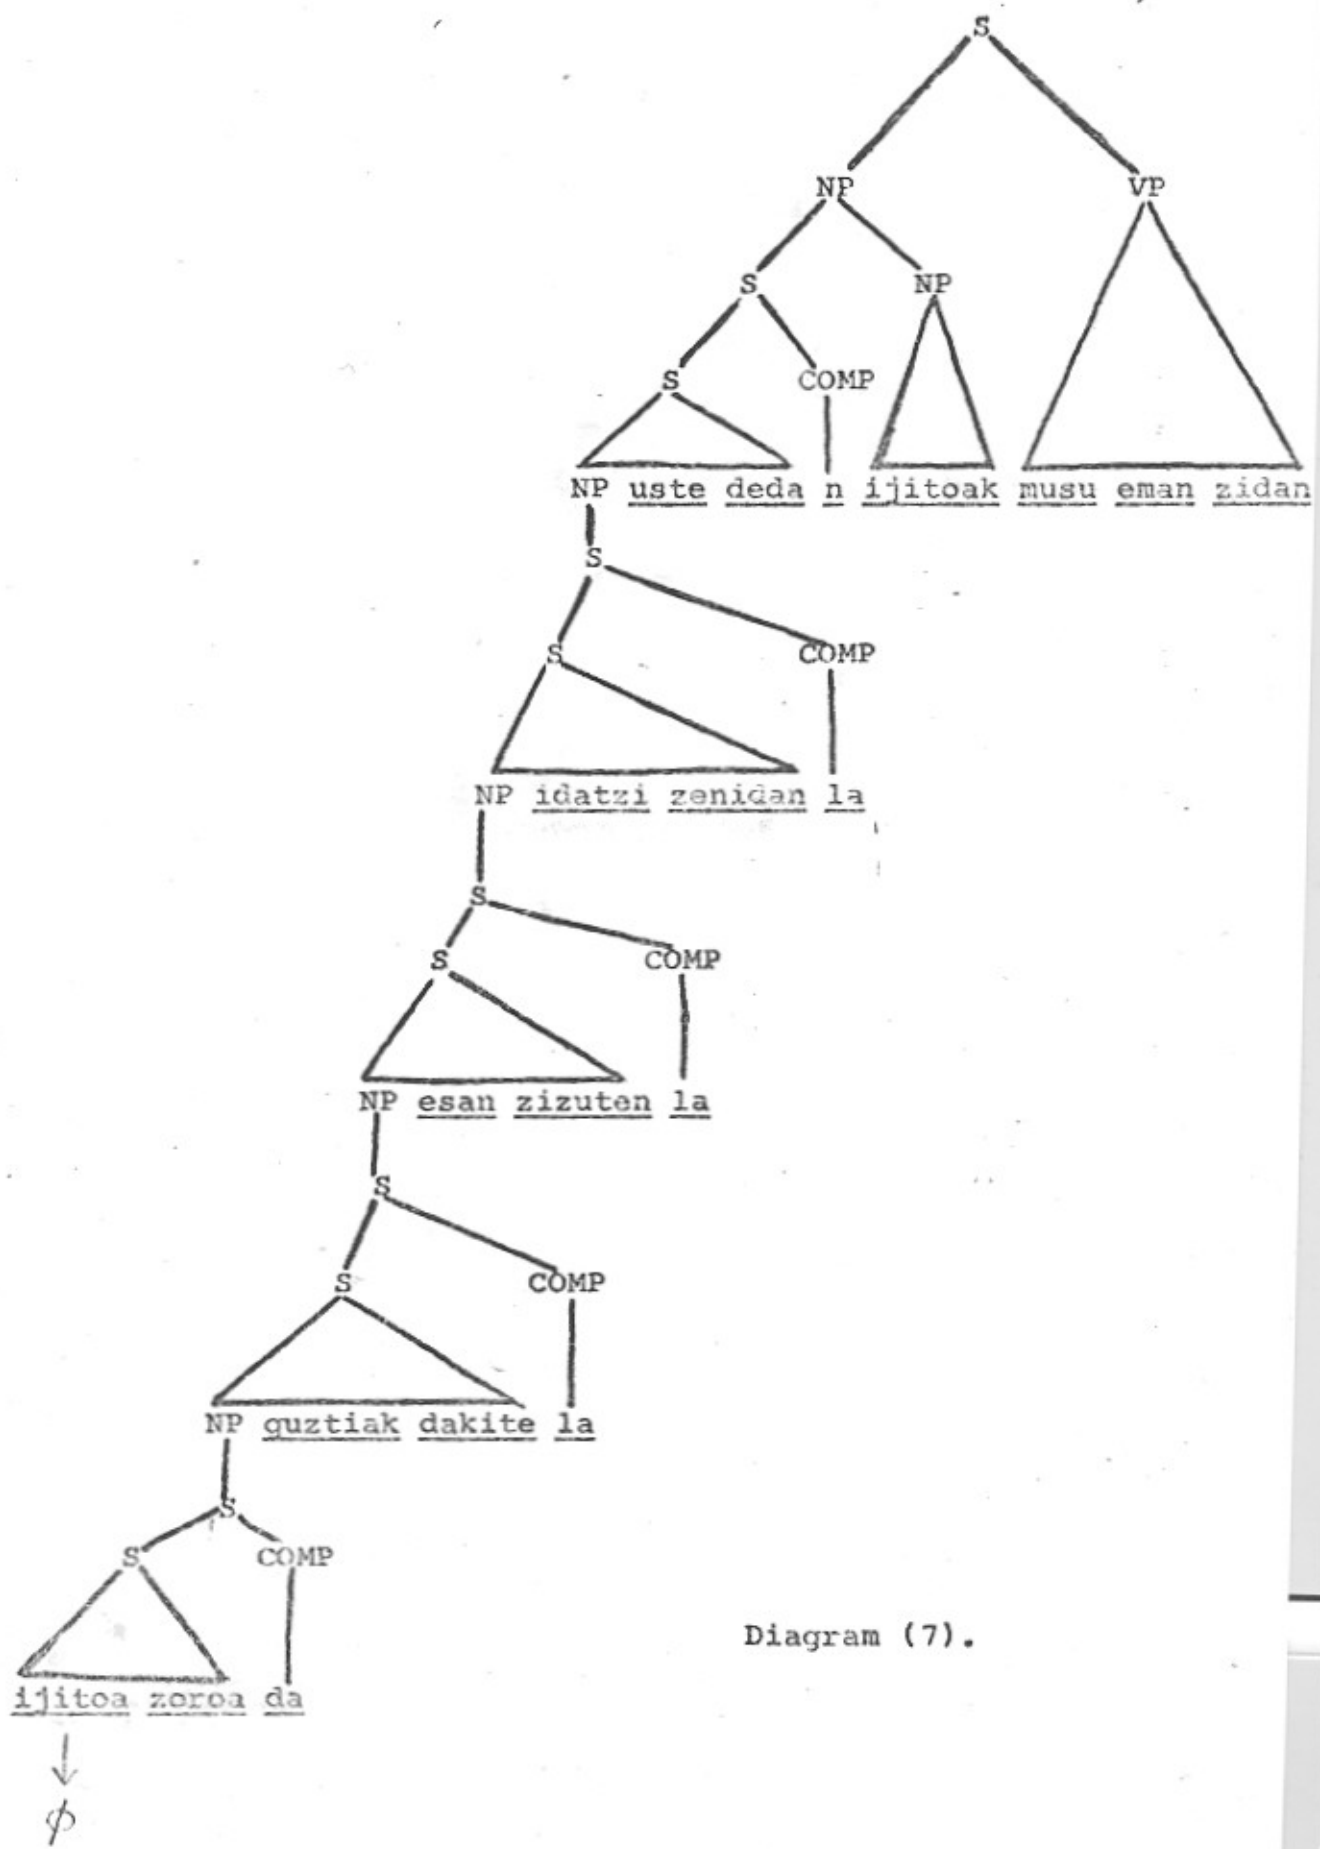 S
NP VP
S NP
S COMP
NP uste deda n ijitoak musu eman zidan
S
S COMP
NP idatzi zenidan la
S
S COMP
NP esan zizuten la
S
S COMP
NP guztiak dakite la
S
S COMP
ijitoa zoroa da
Diagram (7).
ϕ